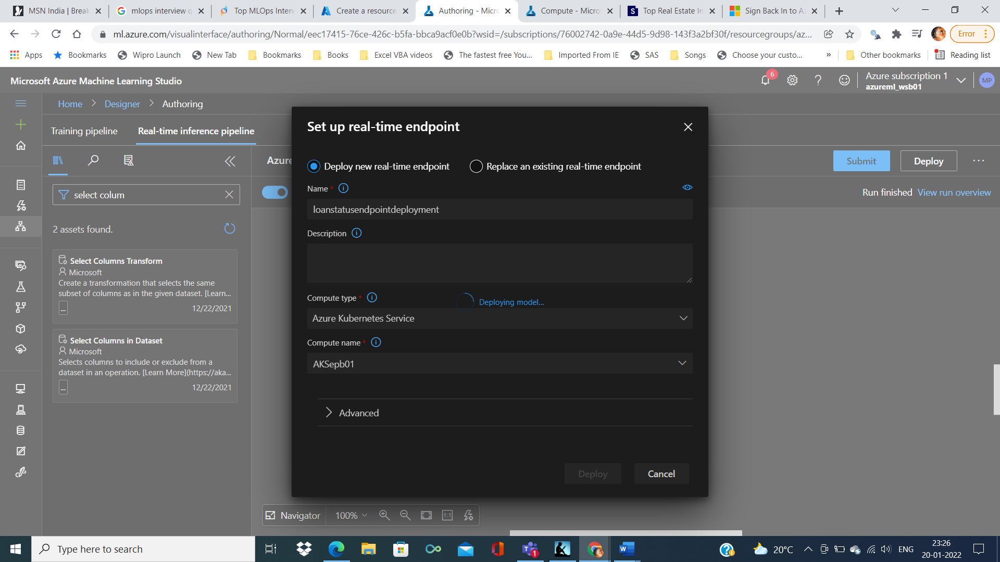 MSN India | Break
mlops interview q
Top MLOps Interv
Create a resource
Authoring - Micro
Compute - Micros
Top Real Estate In
Sign Back In to Az
ml.azure.com/visualinterface/authoring/Normal/eec17415-76ce-426c-b5fa-bbca9acf0e0b?wsid=/subscriptions/76002742-0a9e-44d5-9d98-143f3a2bf30f/resourcegroups/az...
Error
Apps
Bookmarks
Wipro Launch
New Tab
Bookmarks
Books
Excel VBA videos
The fastest free You...
Imported From IE
SAS
Songs
Choose your custo...
»
Other bookmarks
Reading list
Microsoft Azure Machine Learning Studio
6
Azure subscription 1
azureml_wsb01
MP
Home > Designer > Authoring
Training pipeline
Real-time inference pipeline
Azure
Submit
Deploy
...
select colum
Run finished View run overview
2 assets found.
Select Columns Transform
Microsoft
Create a transformation that selects the same
subset of columns as in the given dataset. [Learn...
...
12/22/2021
Select Columns in Dataset
Microsoft
Selects columns to include or exclude from a
dataset in an operation. [Learn More](https://aka...
...
12/22/2021
Set up real-time endpoint
Deploy new real-time endpoint
Replace an existing real-time endpoint
Name *
loanstatusendpointdeployment
Description
Compute type *
Deploying model...
Azure Kubernetes Service
Compute name *
AKSepb01
Advanced
Deploy
Cancel
Navigator
100%
1:1
Type here to search
1
20°C
ENG
23:26
20-01-2022